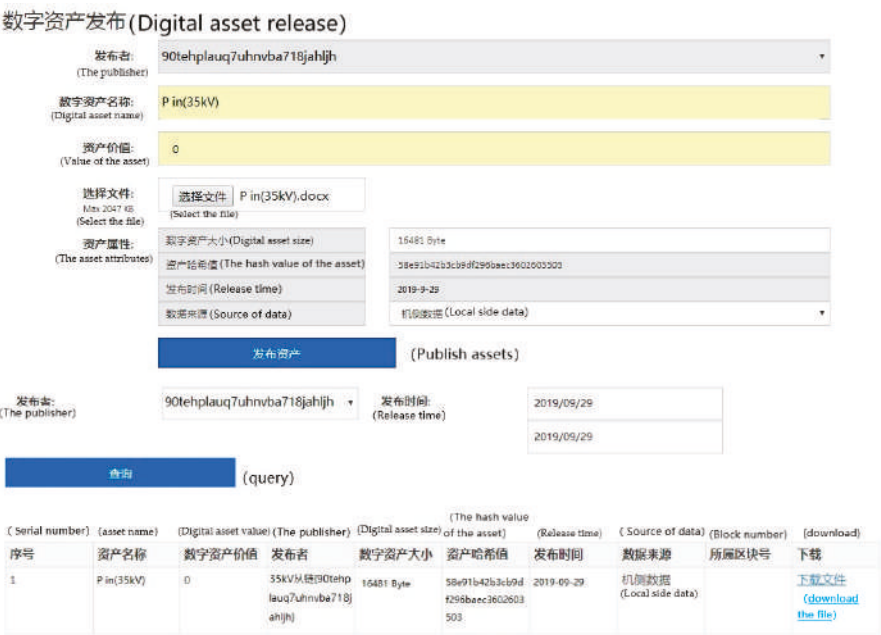 数字资产发布(Digital asset release)
发布者: 90tehplauq7uhnvba718jahljh
(The publisher)
数字资产名称: P in(35kV)
(Digital asset name)
资产价值: 0
(Value of the asset)
选择文件: 选择文件 P in(35kV).docx
Max 2047 KB (Select the file)
(Select the file)
资产属性: 数字资产大小(Digital asset size) 16481 Byte
(The asset attributes)
资产哈希值(The hash value of the asset) 58e91b42b3cb9df296baec3602603503
发布时间(Release time) 2019-9-29
数据来源(Source of data) 机侧数据(Local side data)
发布资产 (Publish assets)
发布者: 90tehplauq7uhnvba718jahljh 发布时间: 2019/09/29
(The publisher) (Release time)
2019/09/29
查询 (query)
(Serial number) (asset name) (Digital asset value) (The publisher) (Digital asset size) (The hash value of the asset) (Release time) (Source of data) (Block number) (download)
序号 资产名称 数字资产价值 发布者 数字资产大小 资产哈希值 发布时间 数据来源 所属区块号 下载
1 P in(35kV) 0 35kV从链[90tehp 16481 Byte 58e91b42b3cb9d 2019-09-29 机侧数据 下载文件
lauq7uhnvba718j f296baec3602603 (Local side data) (download
ahljh) 503 the file)